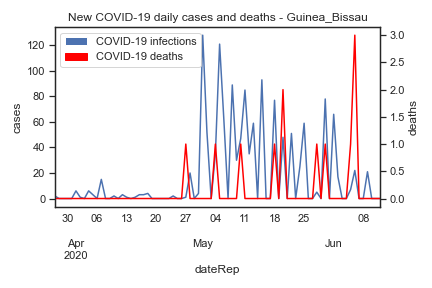 New COVID-19 daily cases and deaths - Guinea_Bissau
COVID-19 infections
COVID-19 deaths
cases
120
100
80
60
40
20
0
deaths
3.0
2.5
2.0
1.5
1.0
0.5
0.0
30 06 13 20 27 04 11 18 25 08
Apr May Jun
2020
dateRep